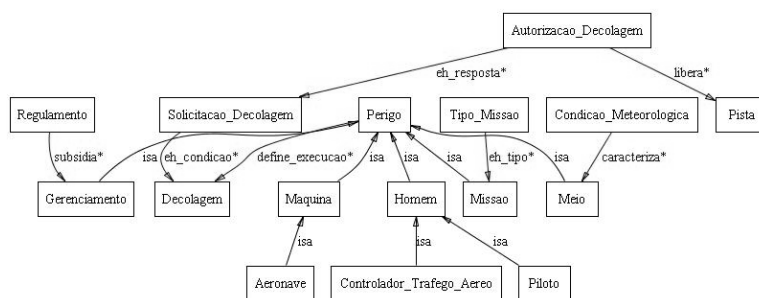 Autorizacao_Decolagem
eh_resposta*
libera*
Regulamento
Solicitacao_Decolagem
Perigo
Tipo_Missao
Condicao_Meteorologica
Pista
subsidia*
isa
eh_condicao*
define_execucao*
isa
isa
isa
eh_tipo*
isa
caracteriza*
Gerenciamento
Decolagem
Maquina
Homem
Missao
Meio
isa
isa
isa
Aeronave
Controlador_Trafego_Aereo
Piloto